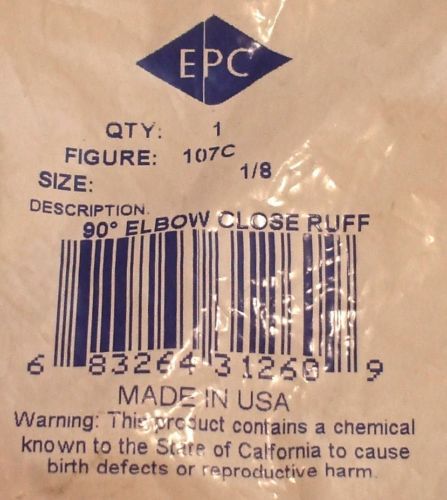 EPC
QTY: 1
FIGURE: 107C
SIZE: 1/8
DESCRIPTION.
90° ELBOW CLOSE RUFF
6 83264 31260 9
MADE IN USA
Warning: This product contains a chemical
known to the State of Calfornia to cause
birth defects or reproductive harm.